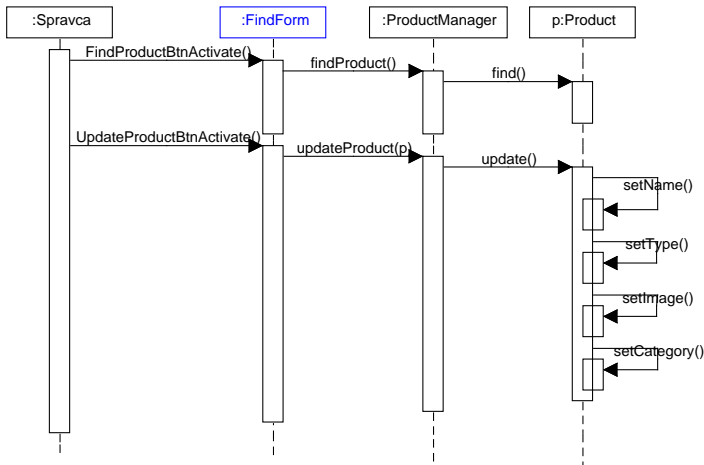 :Spravca
:FindForm
:ProductManager
p:Product
FindProductBtnActivate()
findProduct()
find()
UpdateProductBtnActivate()
updateProduct(p)
update()
setName()
setType()
setImage()
setCategory()